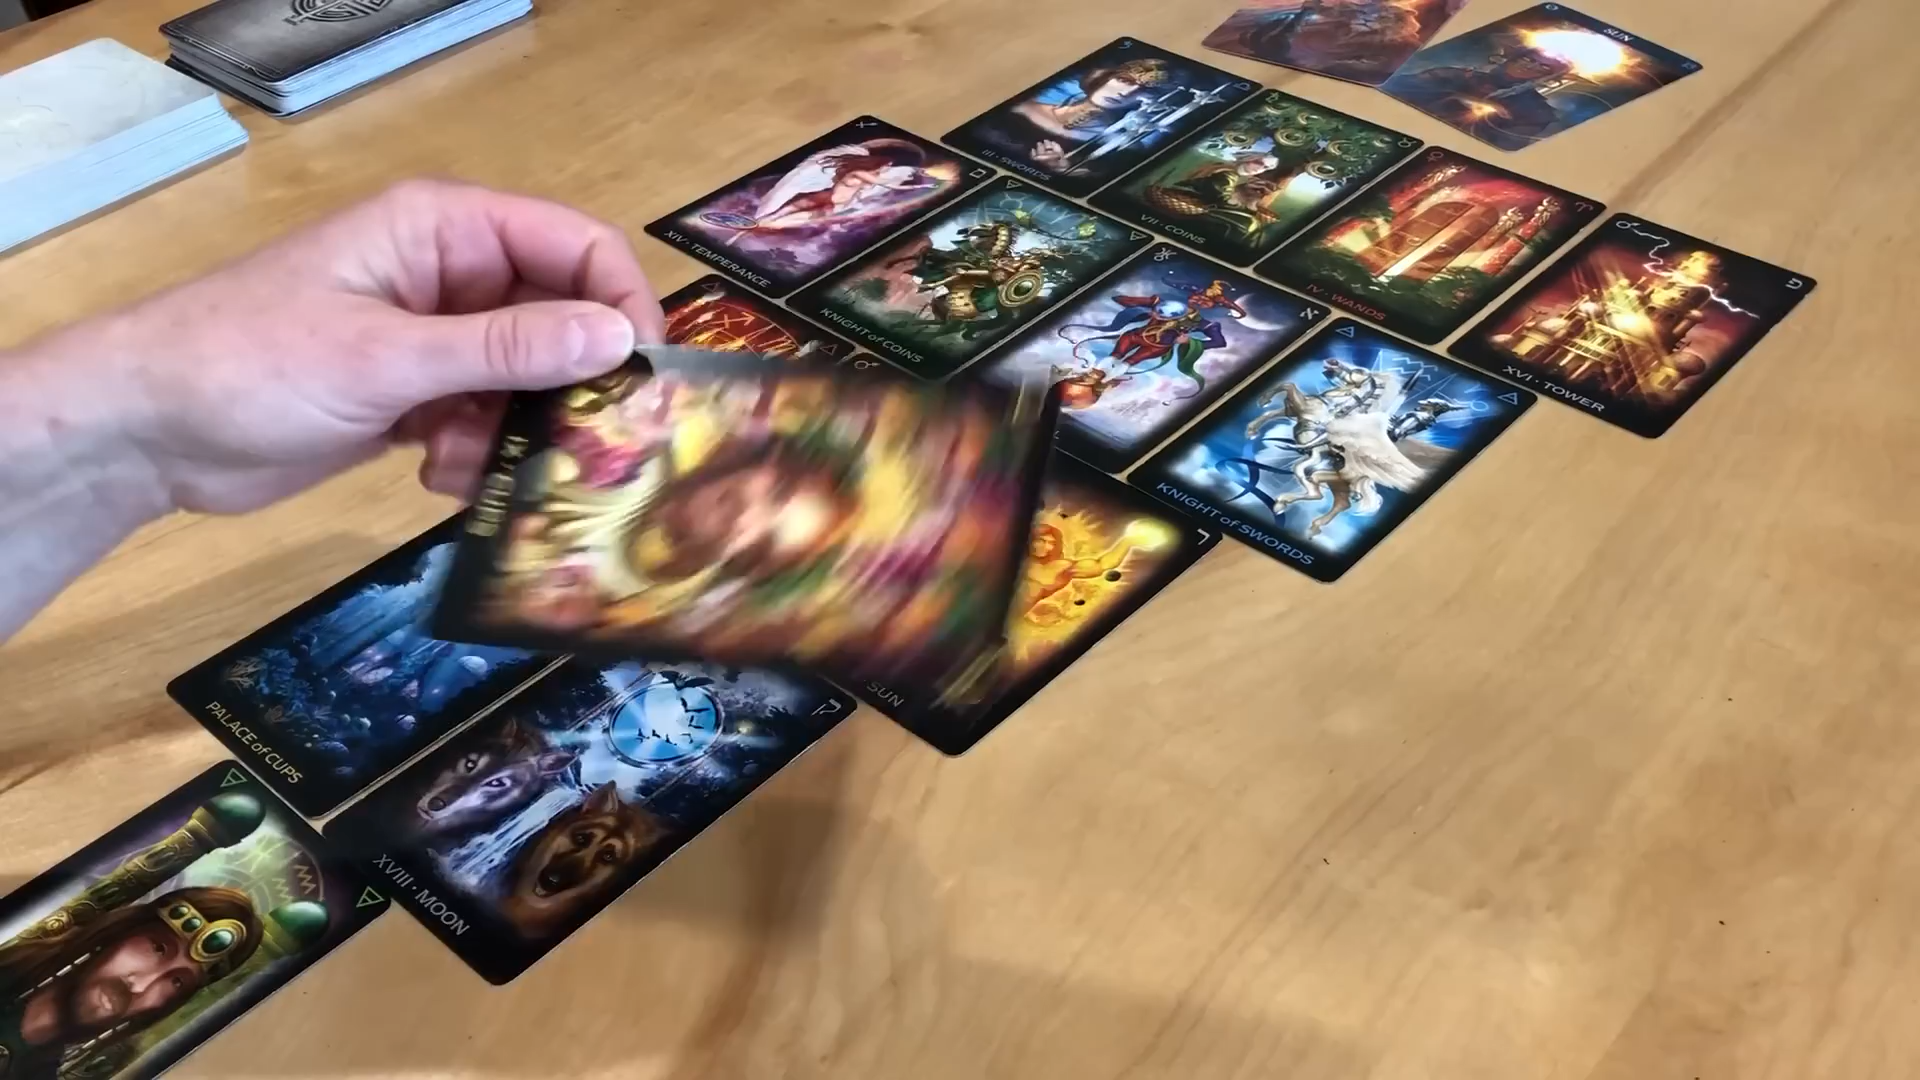 SUN
III · SWORDS
VII · COINS
XIV · TEMPERANCE
IV · WANDS
KNIGHT of COINS
XVI · TOWER
KNIGHT of SWORDS
SUN
PALACE of CUPS
XVIII · MOON